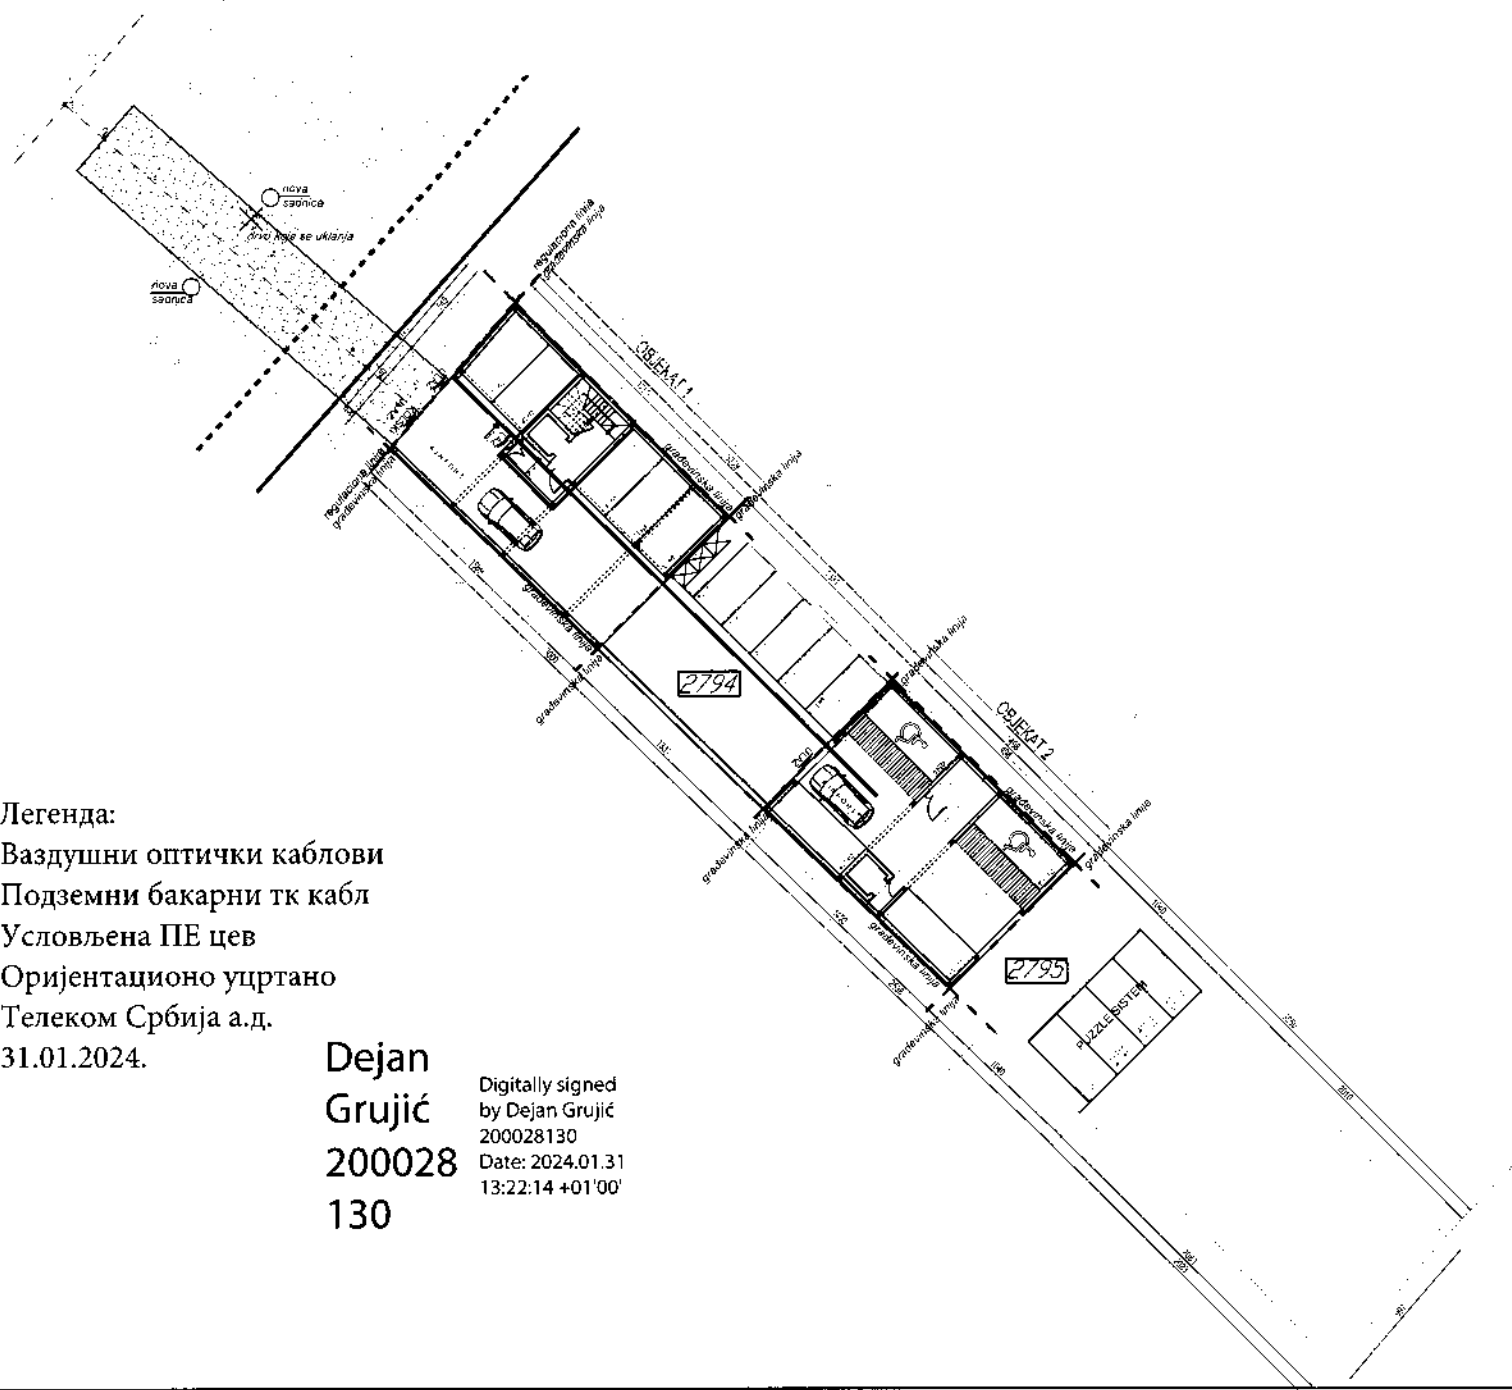 nova
sadnica
drvo koje se uklanja
nova
sadnica
regulaciona linija
građevinska linija
OBJEKAT 1
građevinska linija
građevinska linija
regulaciona linija
građevinska linija
građevinska linija
građevinska linija
2794
građevinska linija
OBJEKAT 2
građevinska linija
građevinska linija
građevinska linija
građevinska linija
građevinska linija
2795
PUZZLE SISTEM
1040
1040
2010
Легенда:
Ваздушни оптички каблови
Подземни бакарни тк кабл
Условљена ПЕ цев
Оријентационо уцртано
Телеком Србија а.д.
31.01.2024.
Dejan
Grujić
200028
130
Digitally signed
by Dejan Grujić
200028130
Date: 2024.01.31
13:22:14 +01'00'